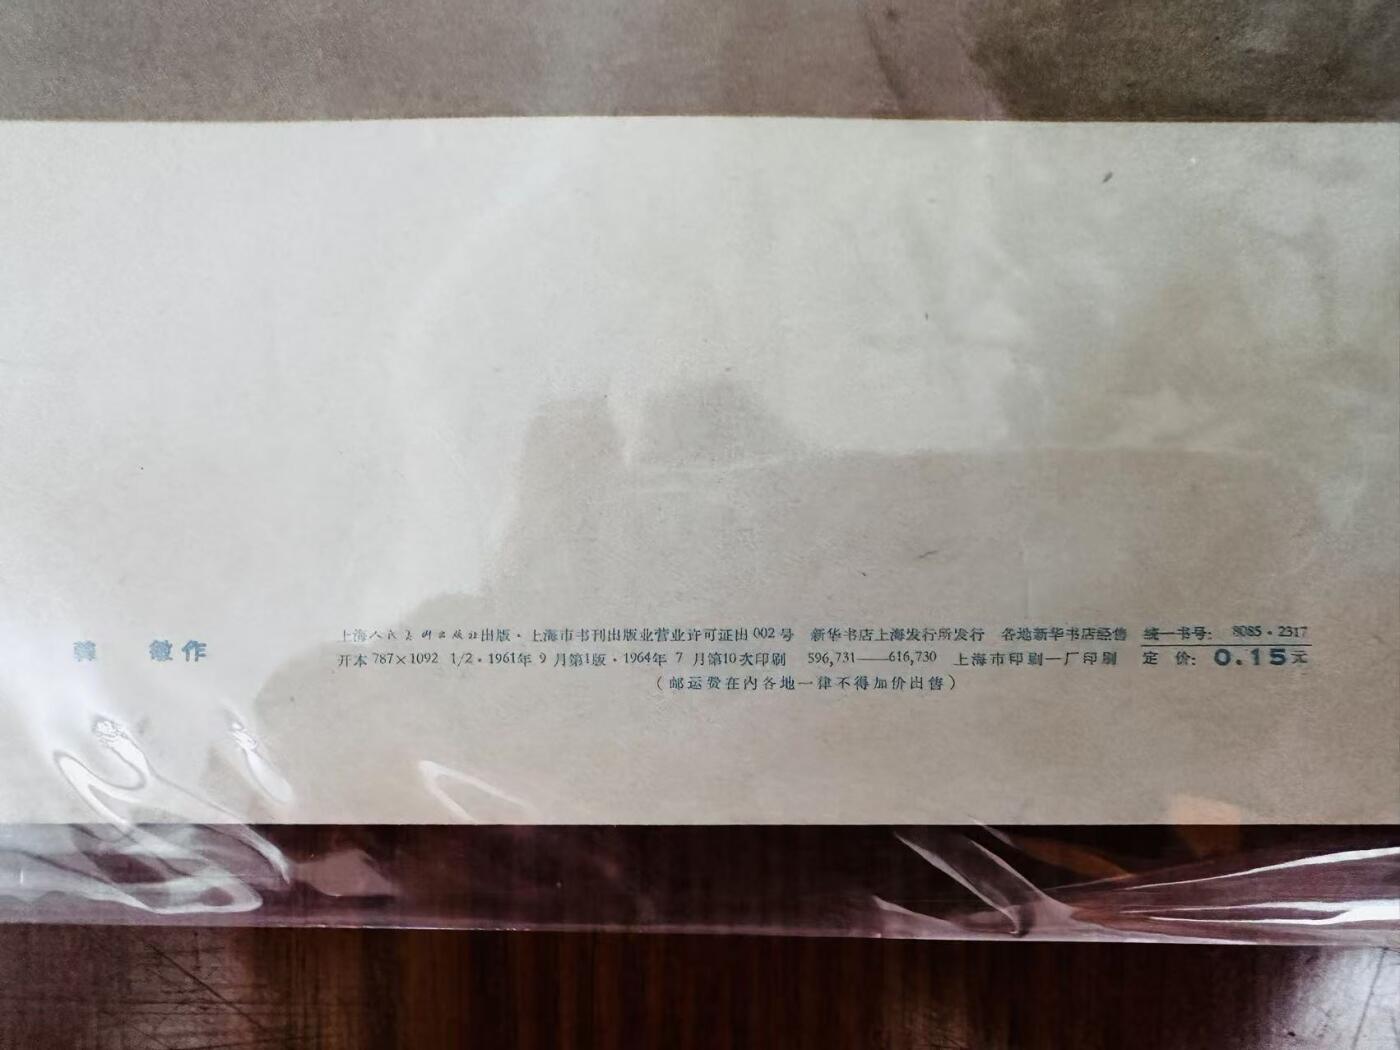 韩 敏作
上海人民美术出版社出版·上海市书刊出版业营业许可证出002号 新华书店上海发行所发行 各地新华书店经售 统一书号: 8085·2317
开本 787×1092 1/2·1961年 9 月第1版·1964年 7 月第10次印刷 596,731——616,730 上海市印刷一厂印刷 定 价: 0.15元
(邮运费在内各地一律不得加价出售)